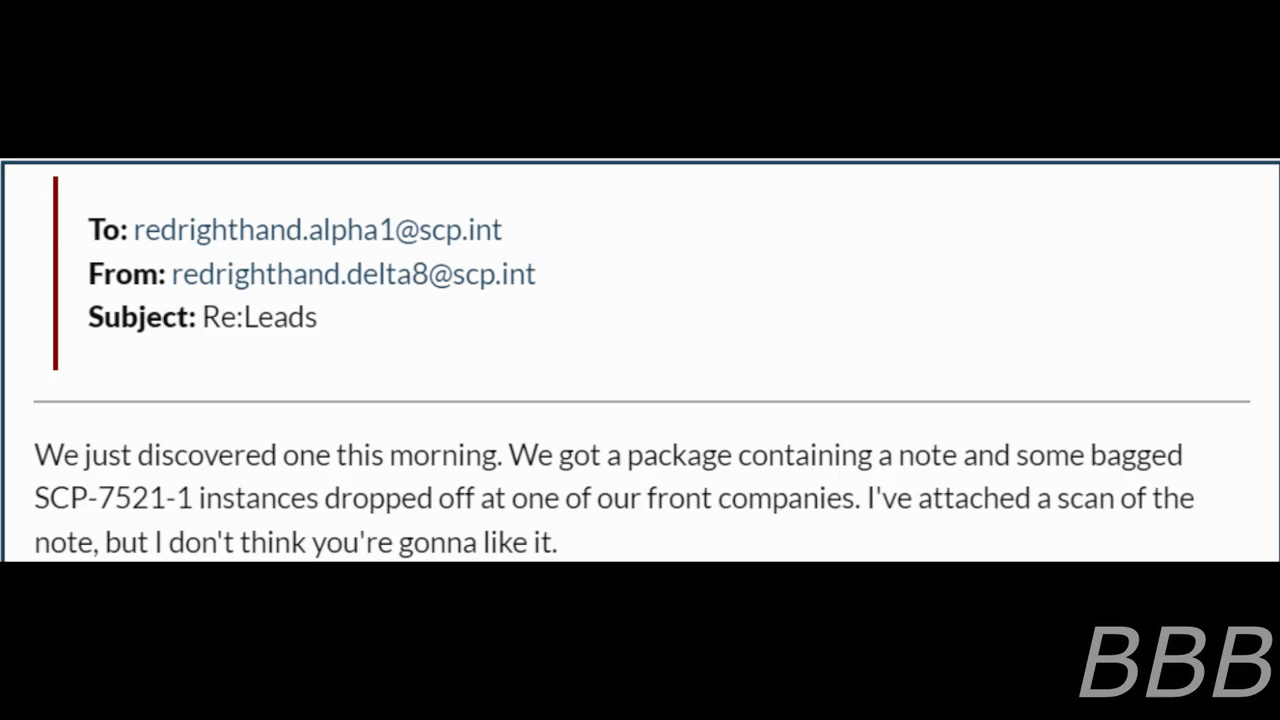 To: redrighthand.alpha1@scp.int
From: redrighthand.delta8@scp.int
Subject: Re:Leads
We just discovered one this morning. We got a package containing a note and some bagged
SCP-7521-1 instances dropped off at one of our front companies. I've attached a scan of the
note, but I don't think you're gonna like it.
BBB